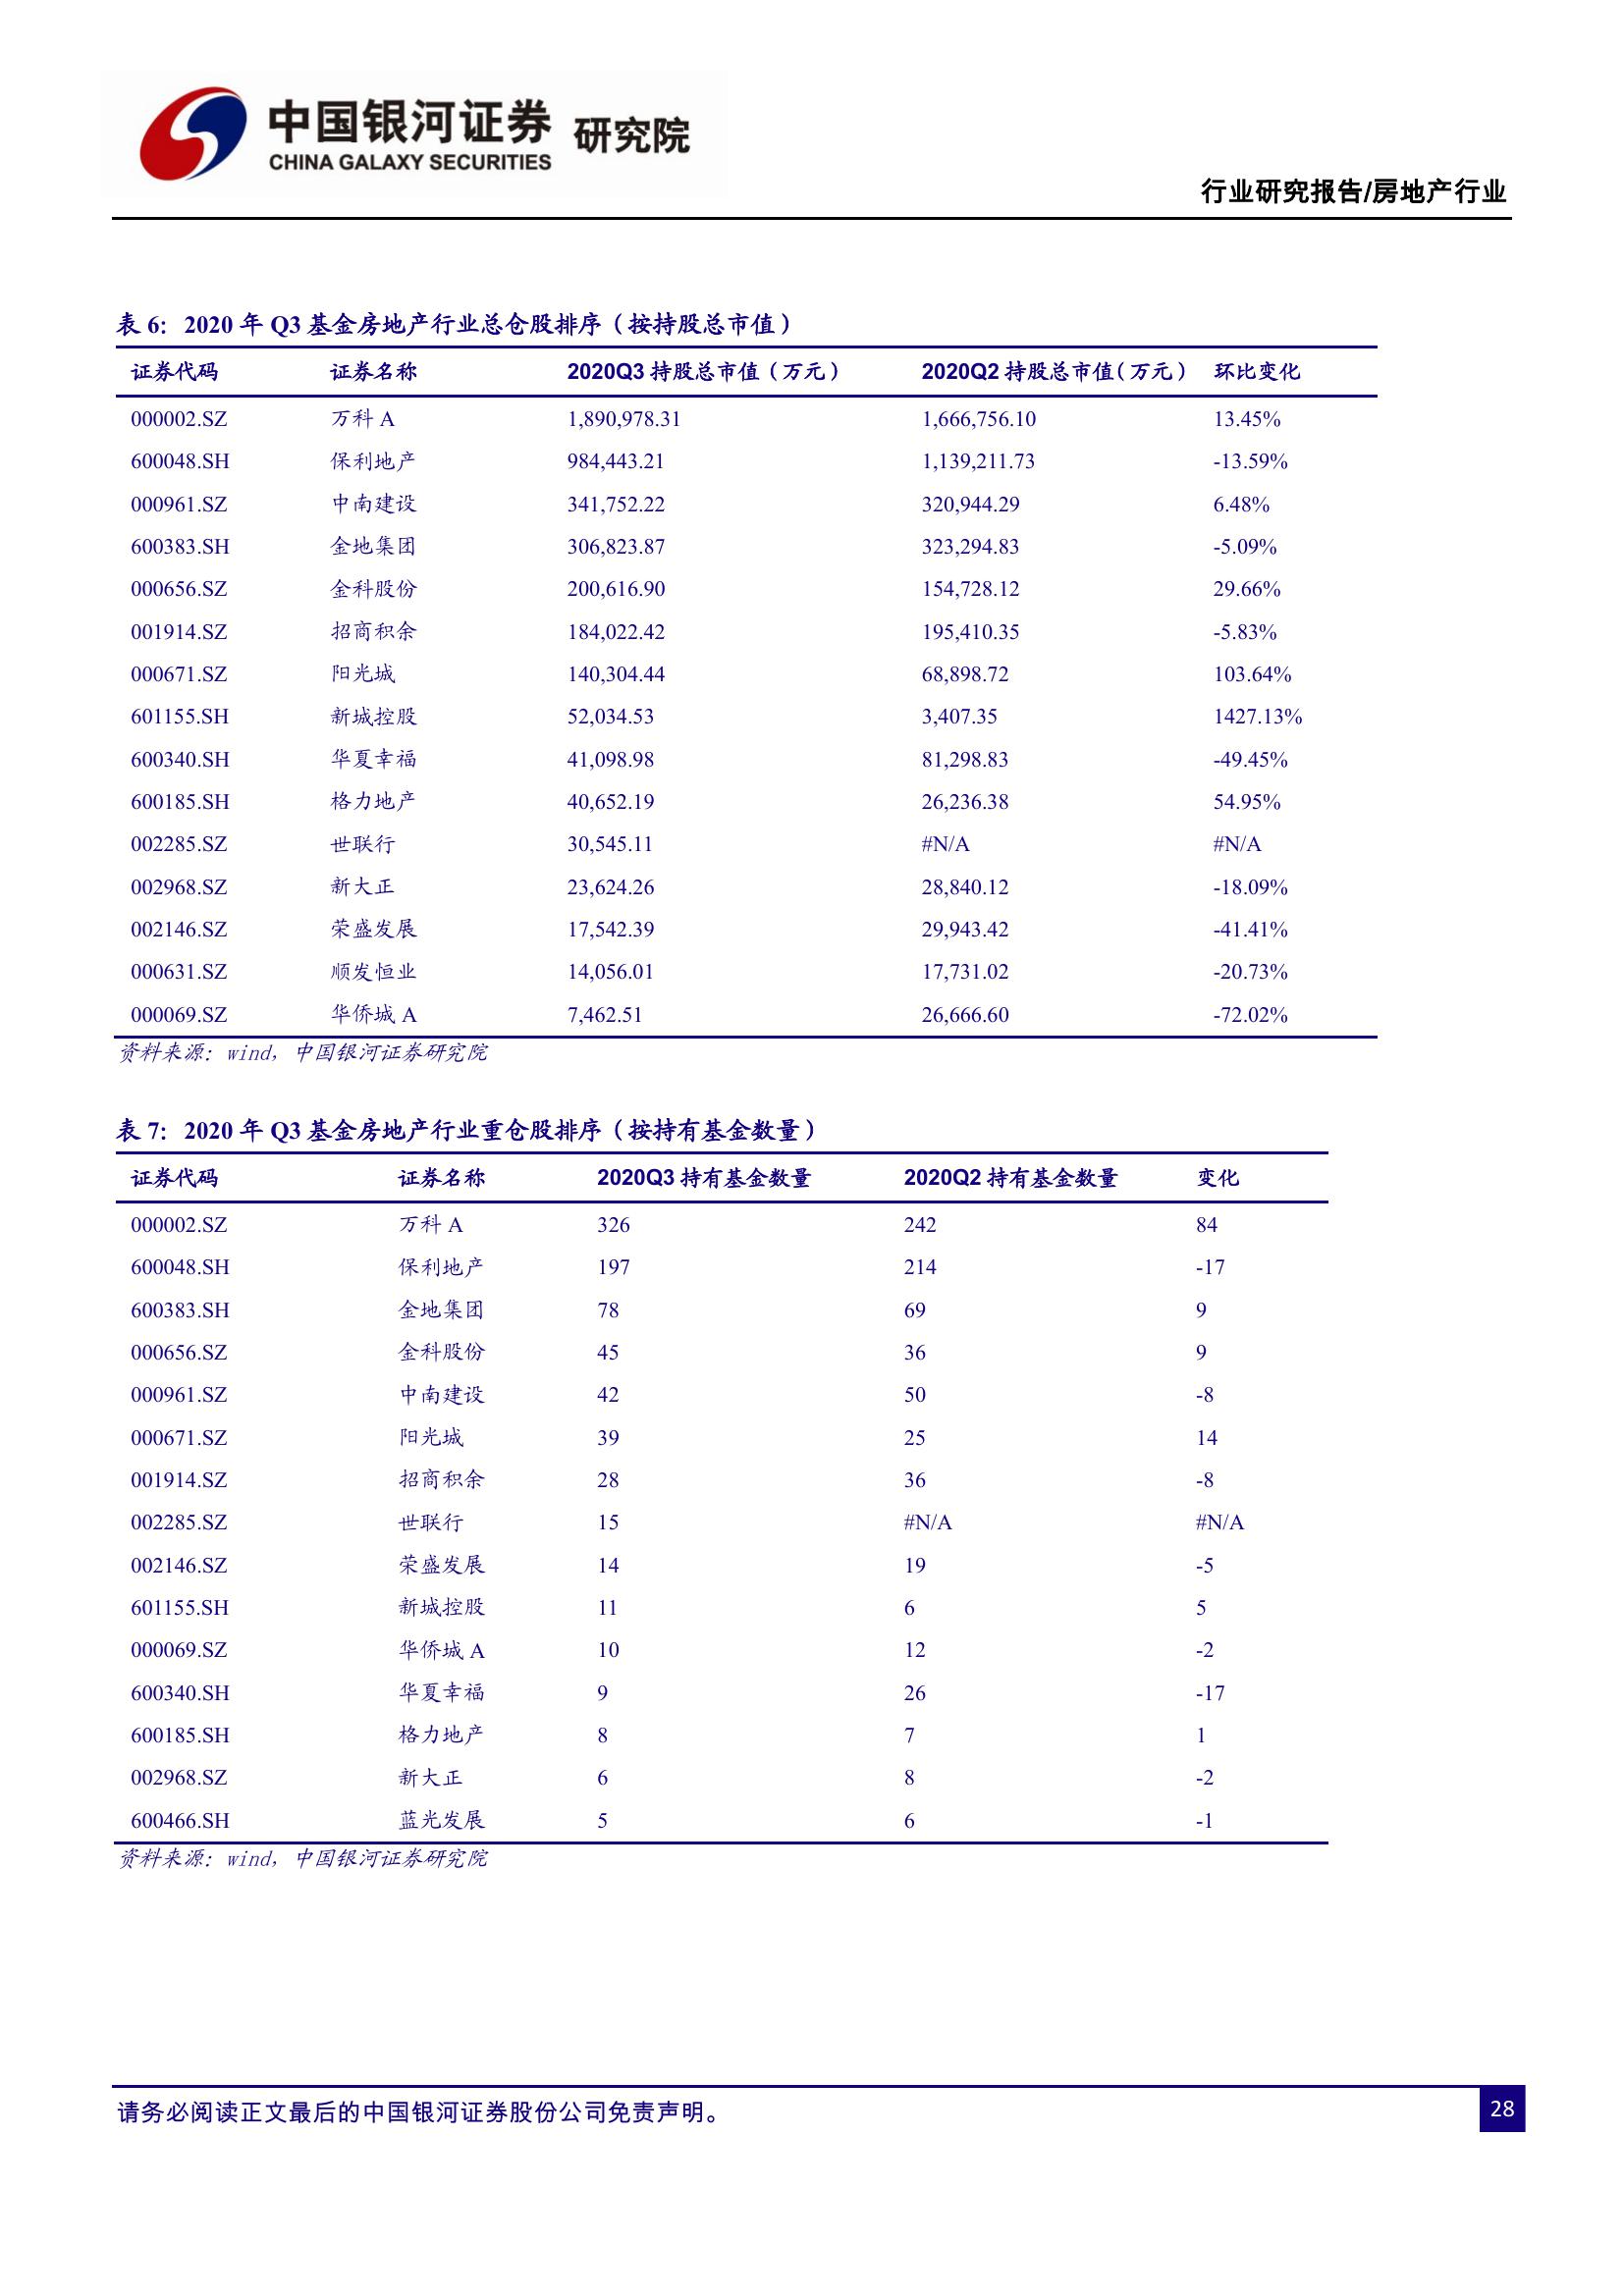 中国银河证券 研究院
CHINA GALAXY SECURITIES
行业研究报告/房地产行业
表 6：2020 年 Q3 基金房地产行业总仓股排序（按持股总市值）
证券代码 证券名称 2020Q3 持股总市值（万元） 2020Q2 持股总市值（万元） 环比变化
000002.SZ 万科 A 1,890,978.31 1,666,756.10 13.45%
600048.SH 保利地产 984,443.21 1,139,211.73 -13.59%
000961.SZ 中南建设 341,752.22 320,944.29 6.48%
600383.SH 金地集团 306,823.87 323,294.83 -5.09%
000656.SZ 金科股份 200,616.90 154,728.12 29.66%
001914.SZ 招商积余 184,022.42 195,410.35 -5.83%
000671.SZ 阳光城 140,304.44 68,898.72 103.64%
601155.SH 新城控股 52,034.53 3,407.35 1427.13%
600340.SH 华夏幸福 41,098.98 81,298.83 -49.45%
600185.SH 格力地产 40,652.19 26,236.38 54.95%
002285.SZ 世联行 30,545.11 #N/A #N/A
002968.SZ 新大正 23,624.26 28,840.12 -18.09%
002146.SZ 荣盛发展 17,542.39 29,943.42 -41.41%
000631.SZ 顺发恒业 14,056.01 17,731.02 -20.73%
000069.SZ 华侨城 A 7,462.51 26,666.60 -72.02%
资料来源：wind，中国银河证券研究院
表 7：2020 年 Q3 基金房地产行业重仓股排序（按持有基金数量）
证券代码 证券名称 2020Q3 持有基金数量 2020Q2 持有基金数量 变化
000002.SZ 万科 A 326 242 84
600048.SH 保利地产 197 214 -17
600383.SH 金地集团 78 69 9
000656.SZ 金科股份 45 36 9
000961.SZ 中南建设 42 50 -8
000671.SZ 阳光城 39 25 14
001914.SZ 招商积余 28 36 -8
002285.SZ 世联行 15 #N/A #N/A
002146.SZ 荣盛发展 14 19 -5
601155.SH 新城控股 11 6 5
000069.SZ 华侨城 A 10 12 -2
600340.SH 华夏幸福 9 26 -17
600185.SH 格力地产 8 7 1
002968.SZ 新大正 6 8 -2
600466.SH 蓝光发展 5 6 -1
资料来源：wind，中国银河证券研究院
请务必阅读正文最后的中国银河证券股份公司免责声明。
28